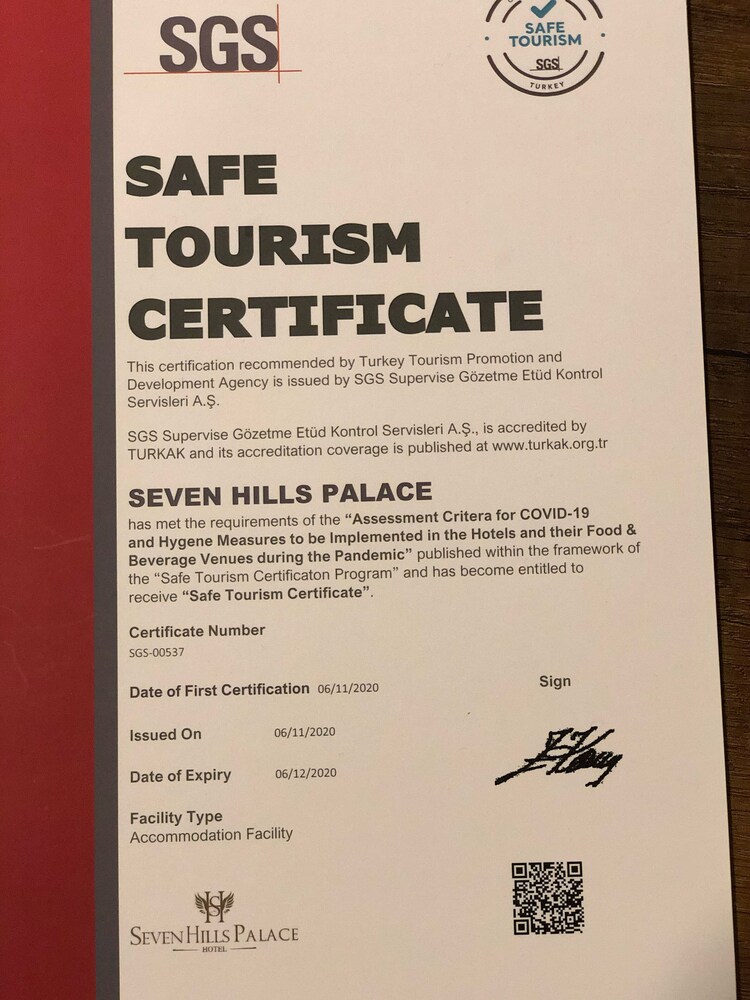 SGS
SAFE
TOURISM
SGS
TURKEY
SAFE
TOURISM
CERTIFICATE
This certification recommended by Turkey Tourism Promotion and
Development Agency is issued by SGS Supervise Gözetme Etüd Kontrol
Servisleri A.Ş.
SGS Supervise Gözetme Etüd Kontrol Servisleri A.Ş., is accredited by
TURKAK and its accreditation coverage is published at www.turkak.org.tr
SEVEN HILLS PALACE
has met the requirements of the “Assessment Critera for COVID-19
and Hygene Measures to be Implemented in the Hotels and their Food &
Beverage Venues during the Pandemic” published within the framework of
the “Safe Tourism Certificaton Program” and has become entitled to
receive “Safe Tourism Certificate”.
Certificate Number
SGS-00537
Date of First Certification 06/11/2020
Sign
Issued On 06/11/2020
Date of Expiry 06/12/2020
Facility Type
Accommodation Facility
SH
SEVEN HILLS PALACE
HOTEL